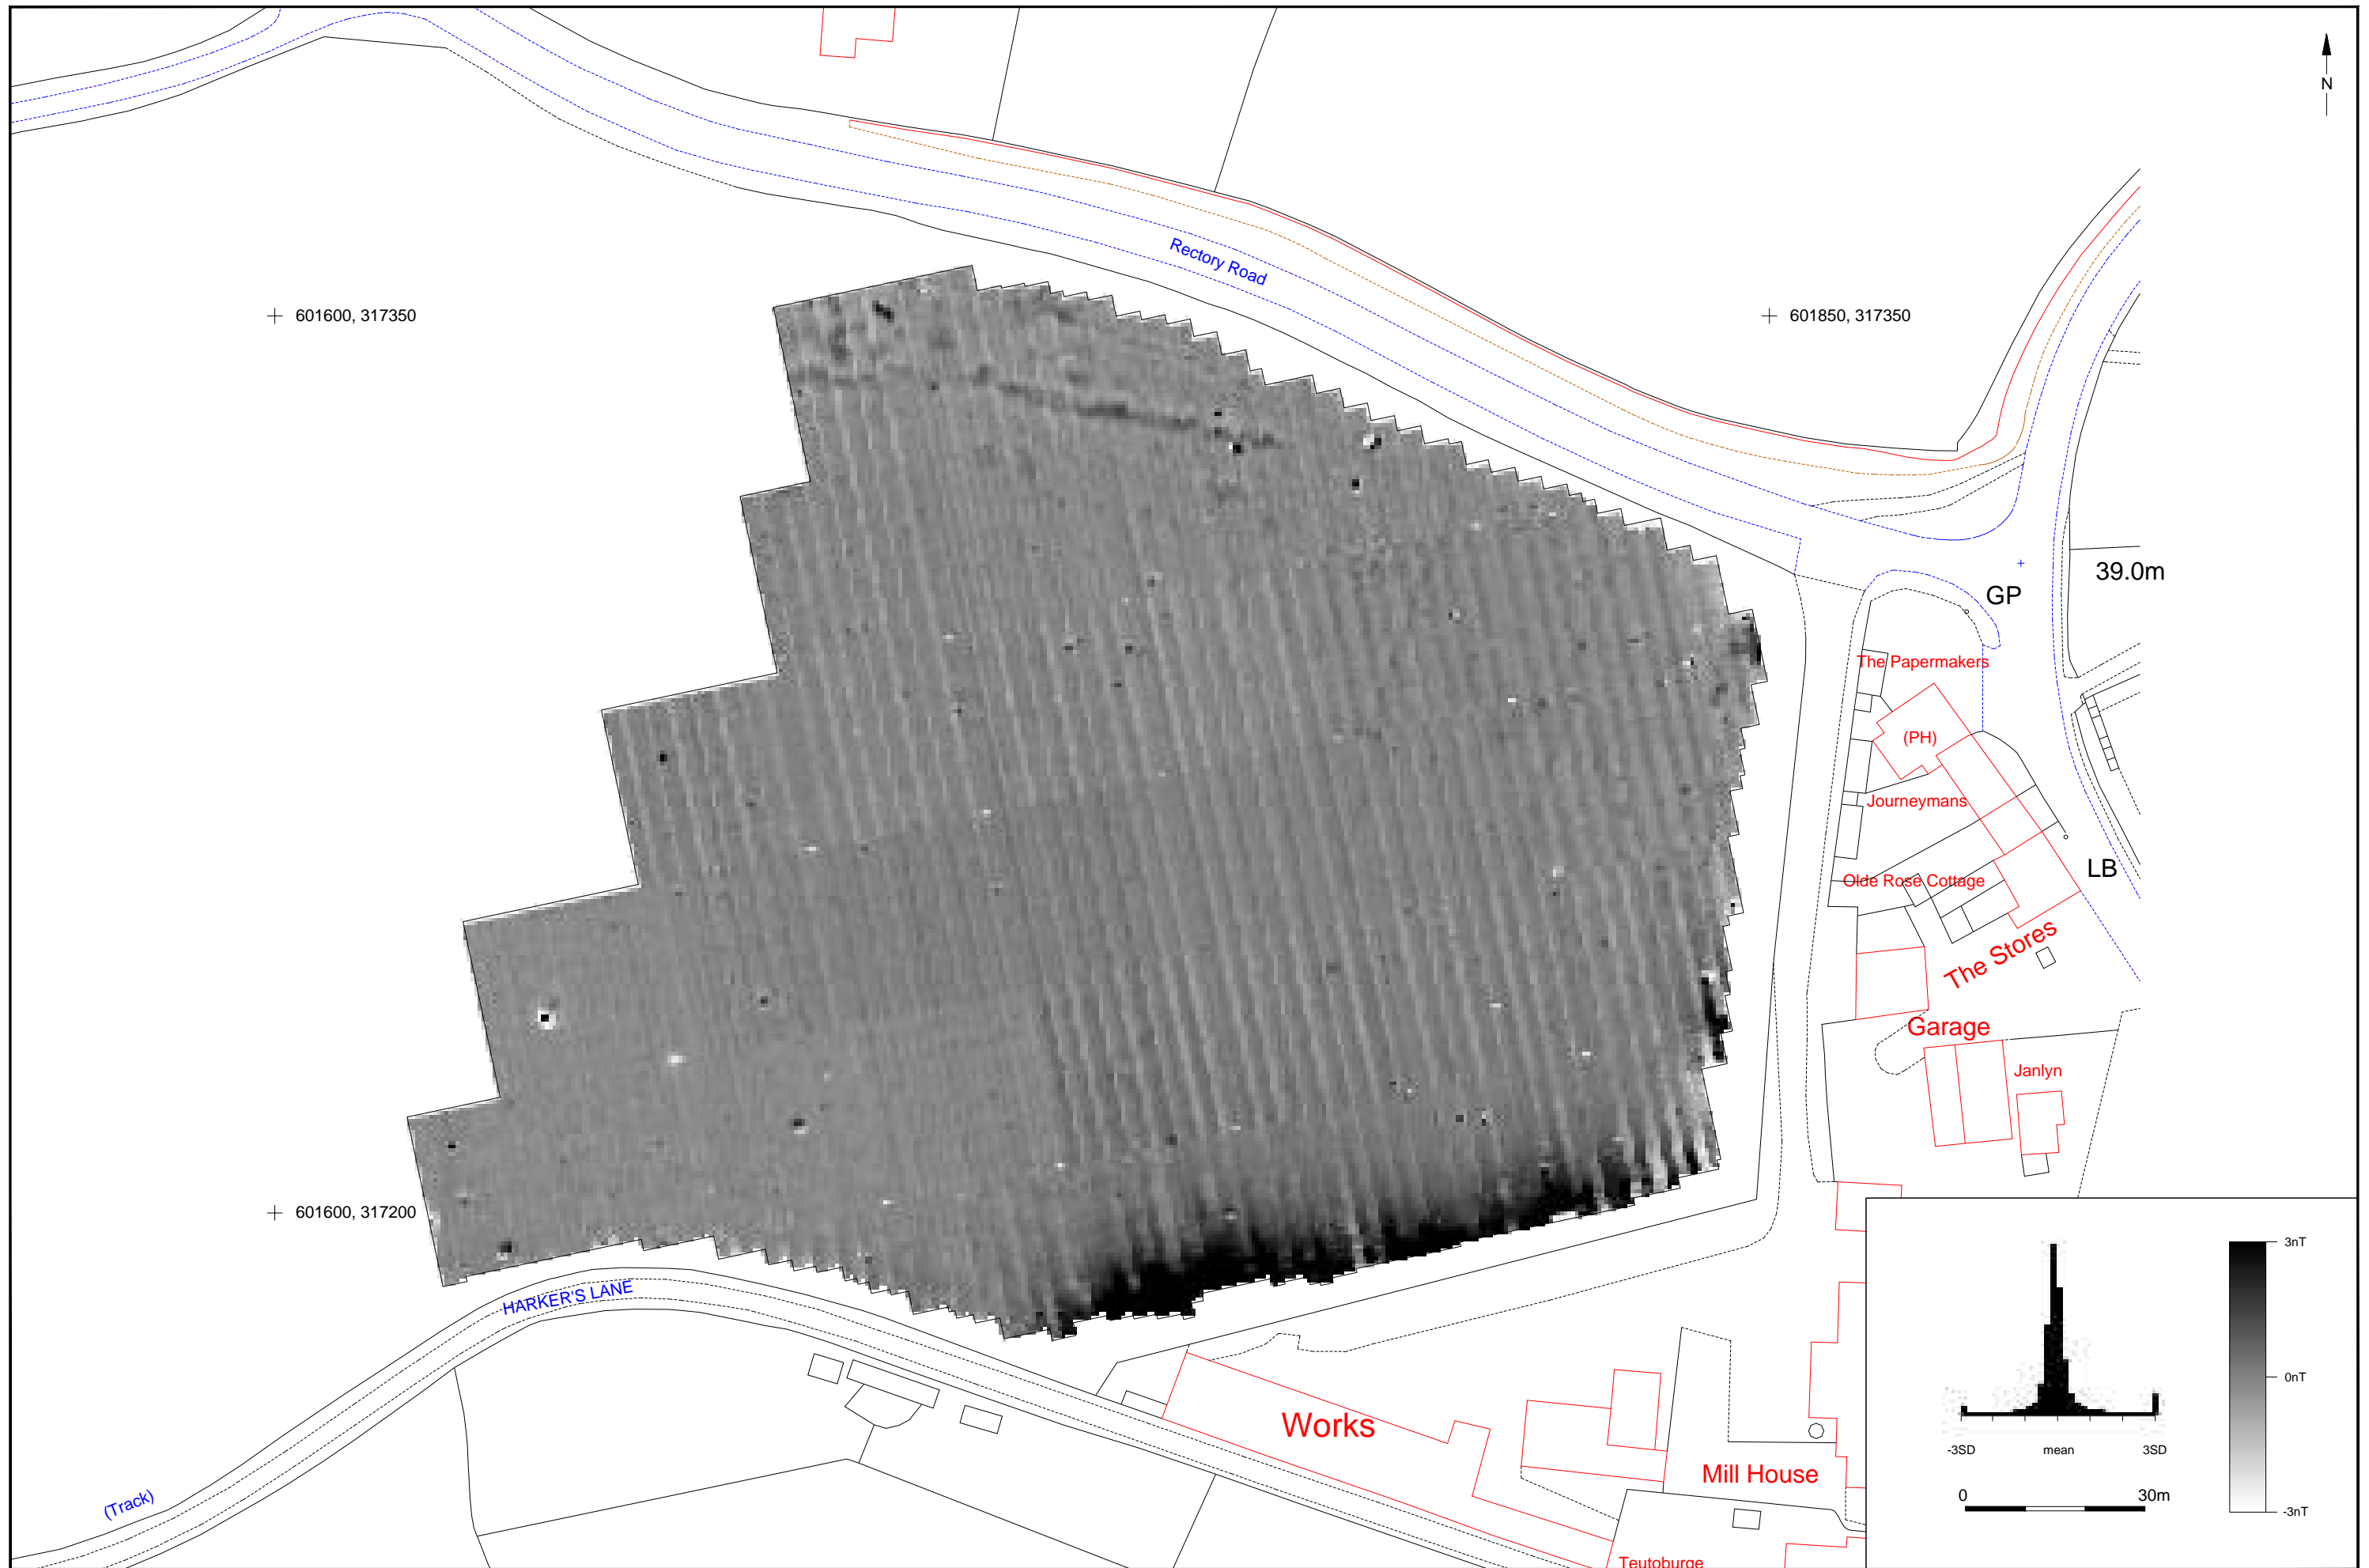 N
Rectory Road
601600, 317350
601850, 317350
39.0m
GP
The Papermakers
(PH)
Journeymans
LB
Olde Rose Cottage
The Stores
Garage
Janlyn
601600, 317200
HARKER'S LANE
3nT
0nT
-3SD
mean
3SD
Works
Mill House
0
30m
(Track)
-3nT
Teutoburge